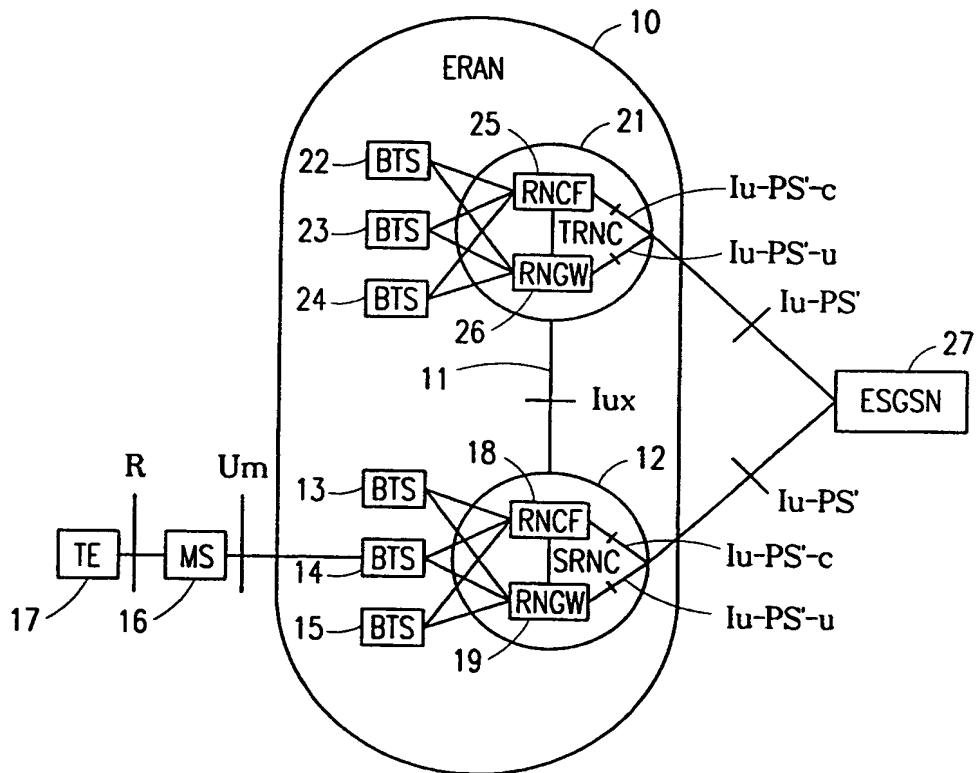 10
ERAN
25
21
22
BTS
RNCF
Iu-PS'-c
23
BTS
TRNC
Iu-PS'-u
24
BTS
RNGW
26
Iu-PS'
27
11
Iux
ESGSN
18
12
R
Um
13
BTS
Iu-PS'
RNCF
TE
MS
14
BTS
SRNC
Iu-PS'-c
17
16
15
BTS
RNGW
Iu-PS'-u
19